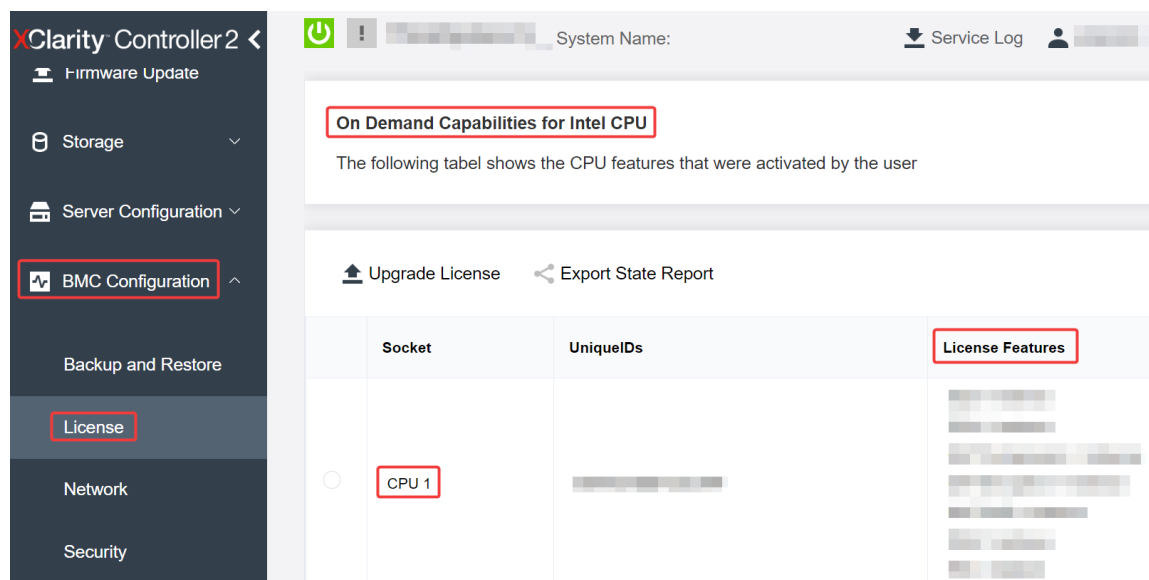 XClarity Controller 2
Firmware Update
Storage
Server Configuration
BMC Configuration
Backup and Restore
License
Network
Security
System Name:
Service Log
On Demand Capabilities for Intel CPU
The following tabel shows the CPU features that were activated by the user
Upgrade License
Export State Report
Socket
UniqueIDs
License Features
CPU 1